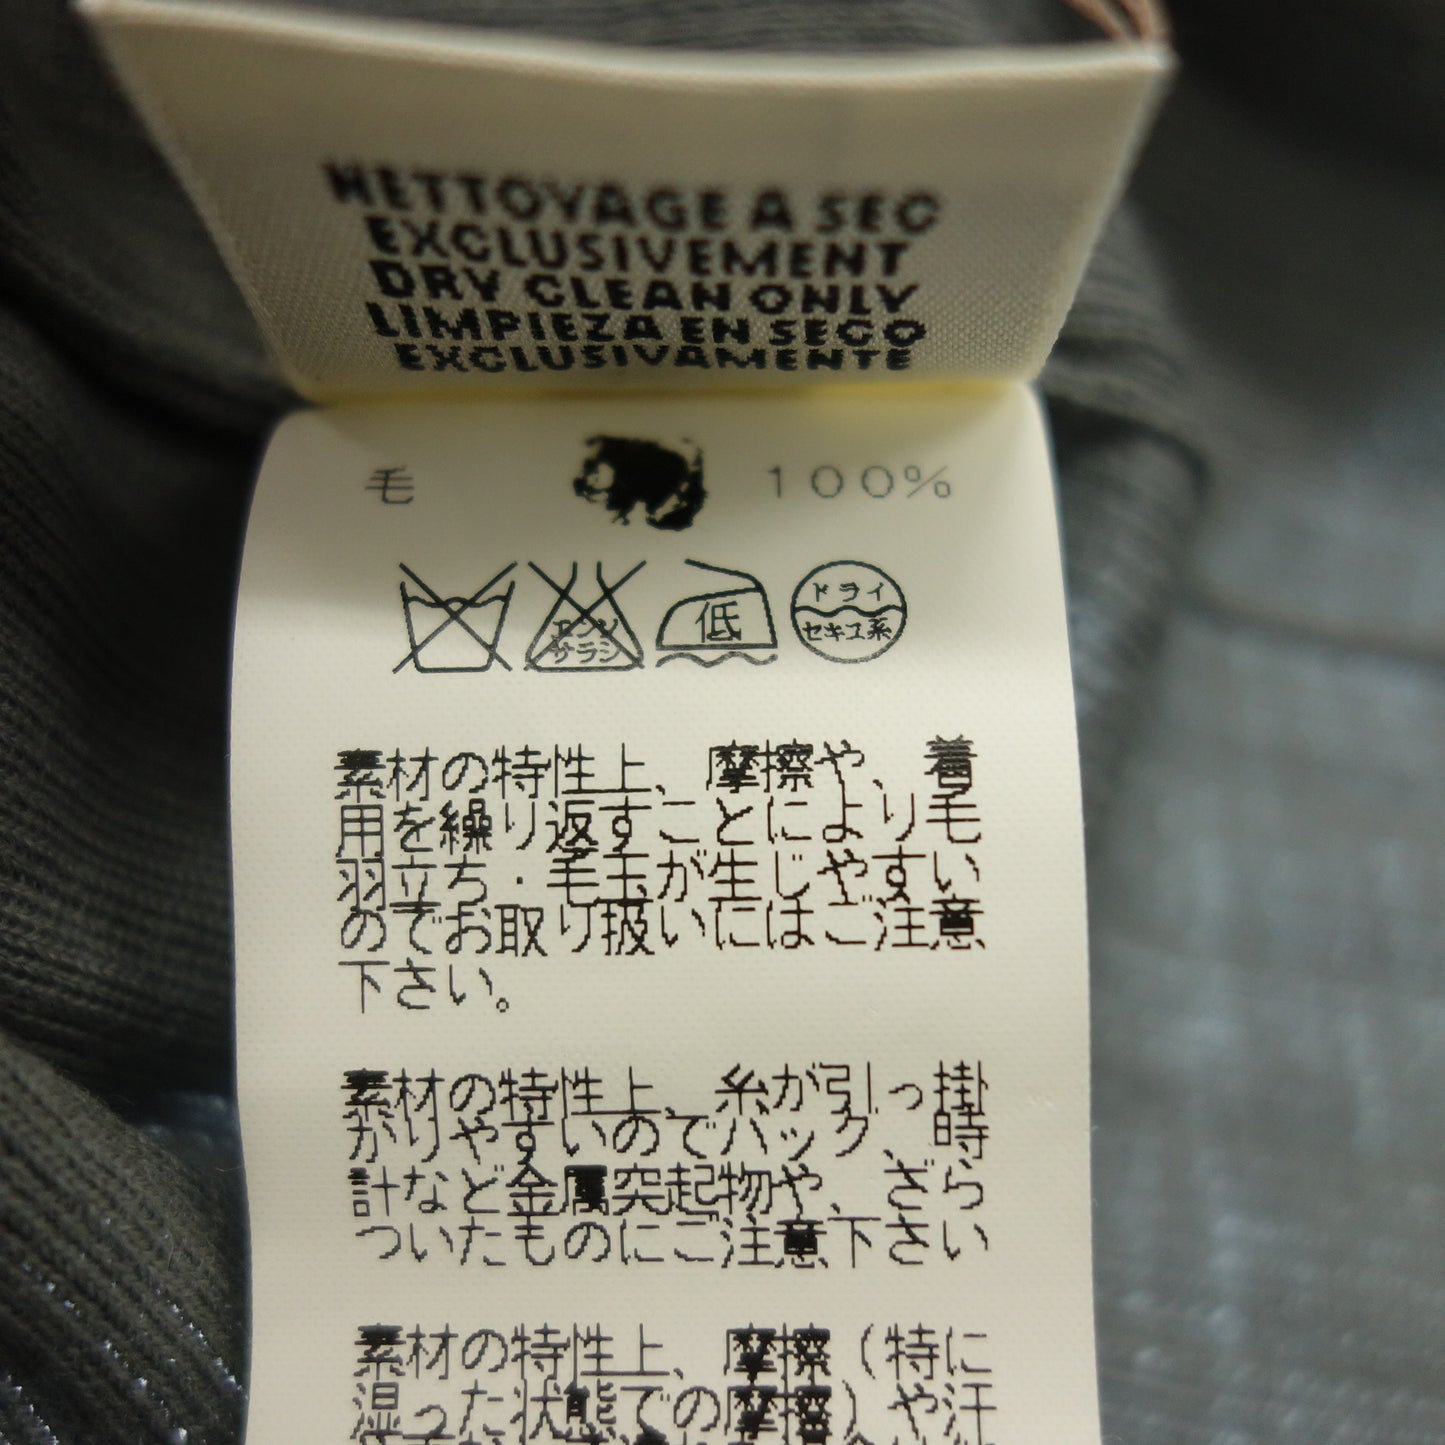 NETTOYAGE A SEC
EXCLUSIVEMENT
DRY CLEAN ONLY
LIMPIEZA EN SECO
EXCLUSIVAMENTE
毛 100%
エンソ
サラシ
低
ドライ
セキユ系
素材の特性上、摩擦や、着
用を繰り返すことにより毛
羽立ち・毛玉が生じやすい
のでお取り扱いにはご注意
下さい。
素材の特性上、糸が引っ掛
かりやすいのでバッグ、時
計など金属突起物や、ざら
ついたものにご注意下さい
素材の特性上、摩擦(特に
湿った状態での摩擦)や汗